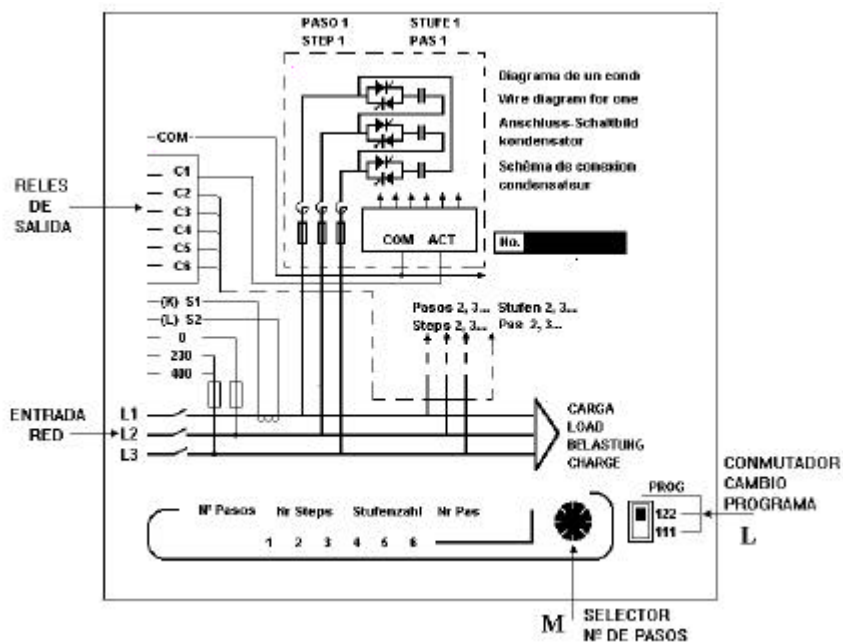 PASO 1 STUFE 1
STEP 1 PAS 1
Diagrama de un condi
Wire diagram for one
Anschluss-Schaltbild
kondensator
Schêma de conexion
condensateur
COM
C1
C2
C3
C4
C5
C6
RELES
DE
SALIDA
COM ACT
No.
(K) S1
(L) S2
0
230
400
Pasos 2, 3... Stufen 2, 3...
Steps 2, 3... Pas 2, 3...
ENTRADA
RED
L1
L2
L3
CARGA
LOAD
BELASTUNG
CHARGE
CONMUTADOR
CAMBIO
PROGRAMA
L
PROG
122
111
Nº Pasos Nr Steps Stufenzahl Nr Pas
1 2 3 4 5 6
M SELECTOR
Nº DE PASOS